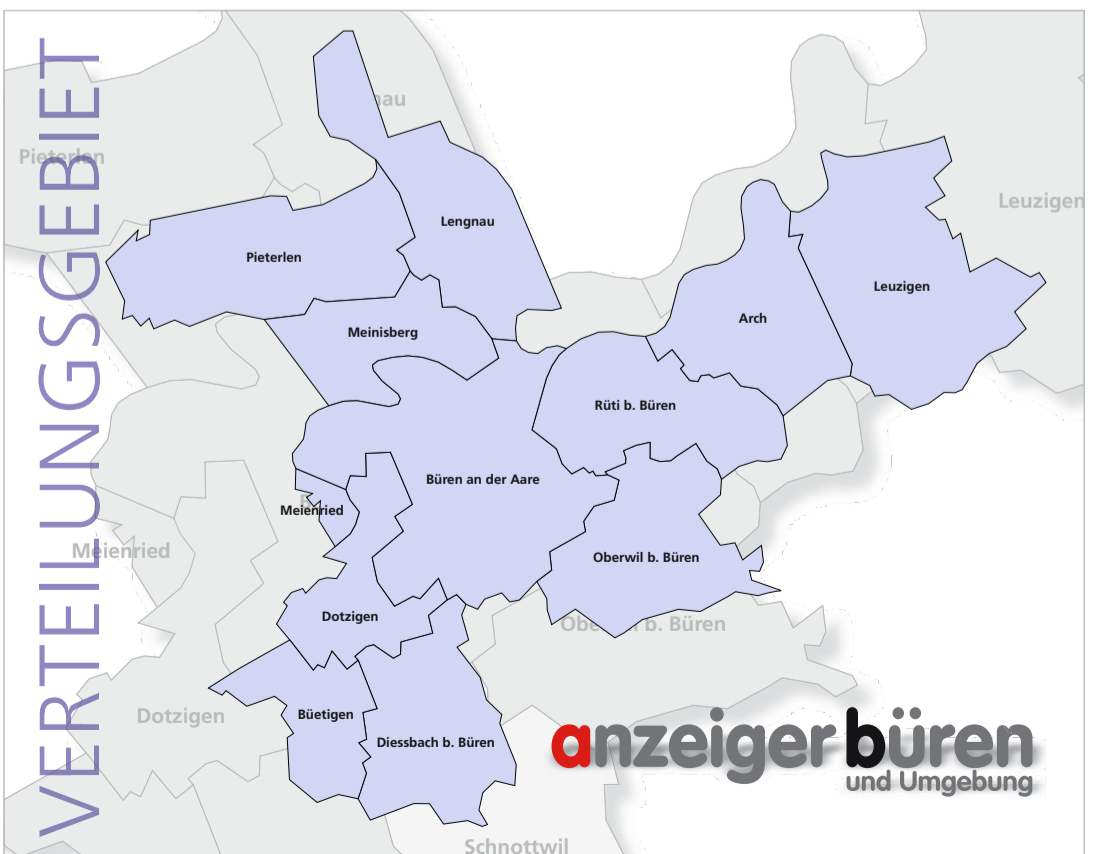 VERTEILUNGSGEBIET
Pieterlen
Leuzigen
Lengnau
Pieterlen
Leuzigen
Arch
Meinisberg
Rüti b. Büren
Büren an der Aare
Meienried
Meienried
Oberwil b. Büren
Dotzigen
b. Büren
Dotzigen
Büetigen
Diessbach b. Büren
anzeiger büren
und Umgebung
Schnottwil